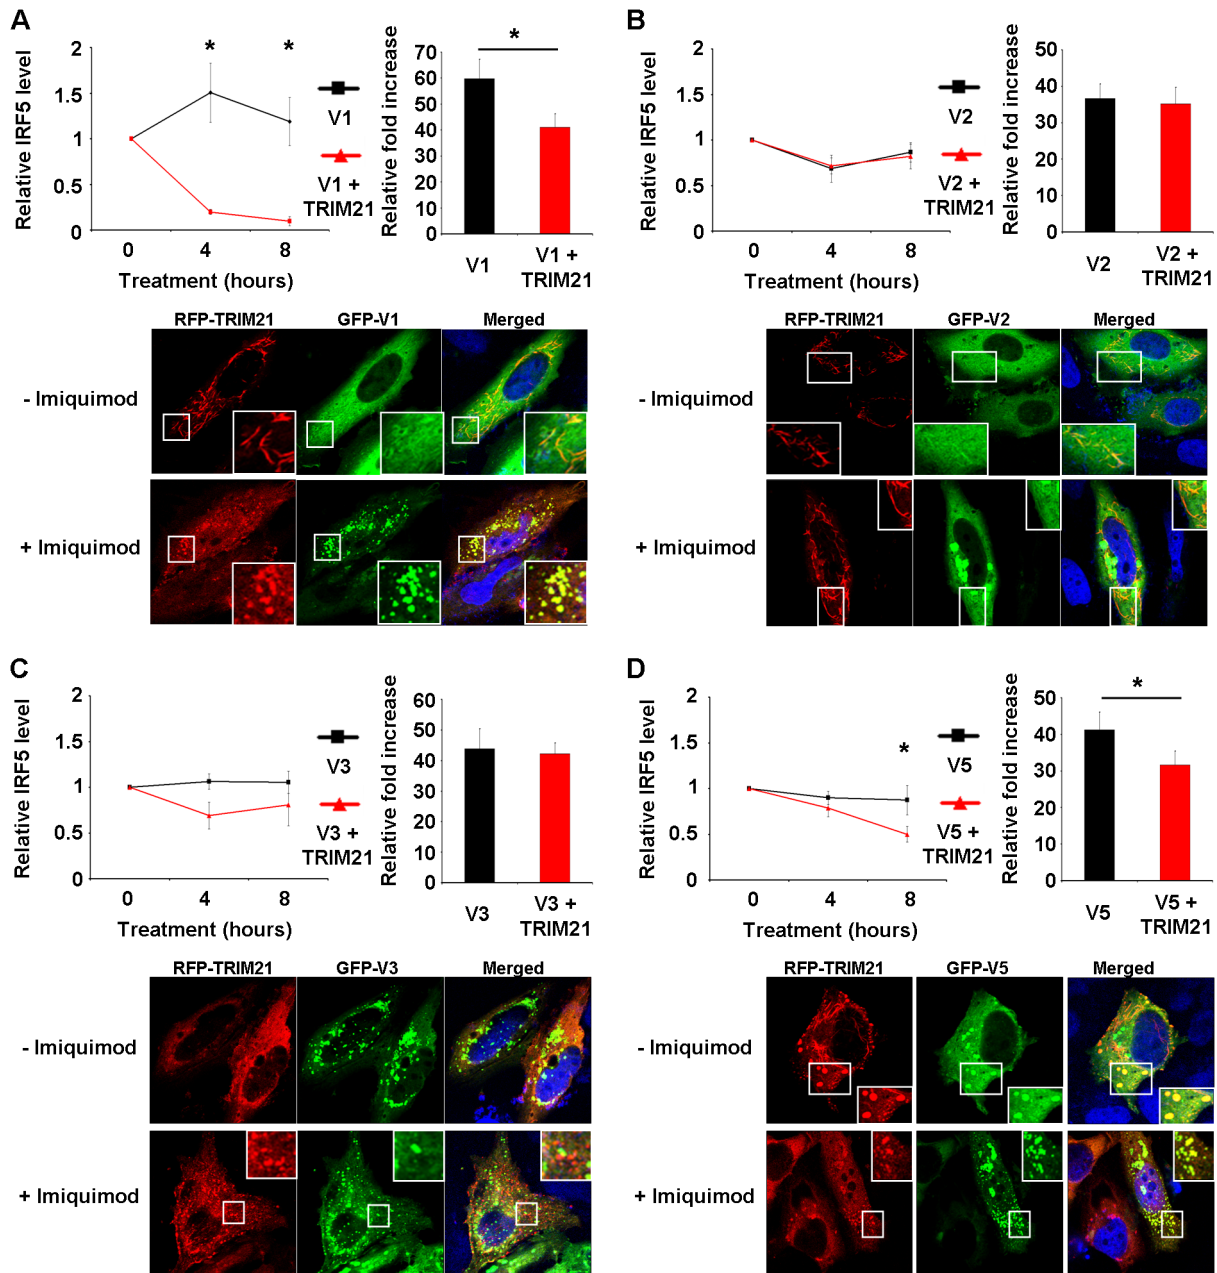 A
Relative IRF5 level
2
1.5
1
0.5
0
0
4
8
Treatment (hours)
*
*
V1
V1 +
TRIM21
Relative fold increase
70
60
50
40
30
20
10
0
*
V1
V1 +
TRIM21
RFP-TRIM21
GFP-V1
Merged
- Imiquimod
+ Imiquimod
B
Relative IRF5 level
2
1.5
1
0.5
0
0
4
8
Treatment (hours)
V2
V2 +
TRIM21
Relative fold increase
50
40
30
20
10
0
V2
V2 +
TRIM21
RFP-TRIM21
GFP-V2
Merged
- Imiquimod
+ Imiquimod
C
Relative IRF5 level
2
1.5
1
0.5
0
0
4
8
Treatment (hours)
V3
V3 +
TRIM21
Relative fold increase
60
50
40
30
20
10
0
V3
V3 +
TRIM21
RFP-TRIM21
GFP-V3
Merged
- Imiquimod
+ Imiquimod
D
Relative IRF5 level
2
1.5
1
0.5
0
0
4
8
Treatment (hours)
*
V5
V5 +
TRIM21
Relative fold increase
50
40
30
20
10
0
*
V5
V5 +
TRIM21
RFP-TRIM21
GFP-V5
Merged
- Imiquimod
+ Imiquimod